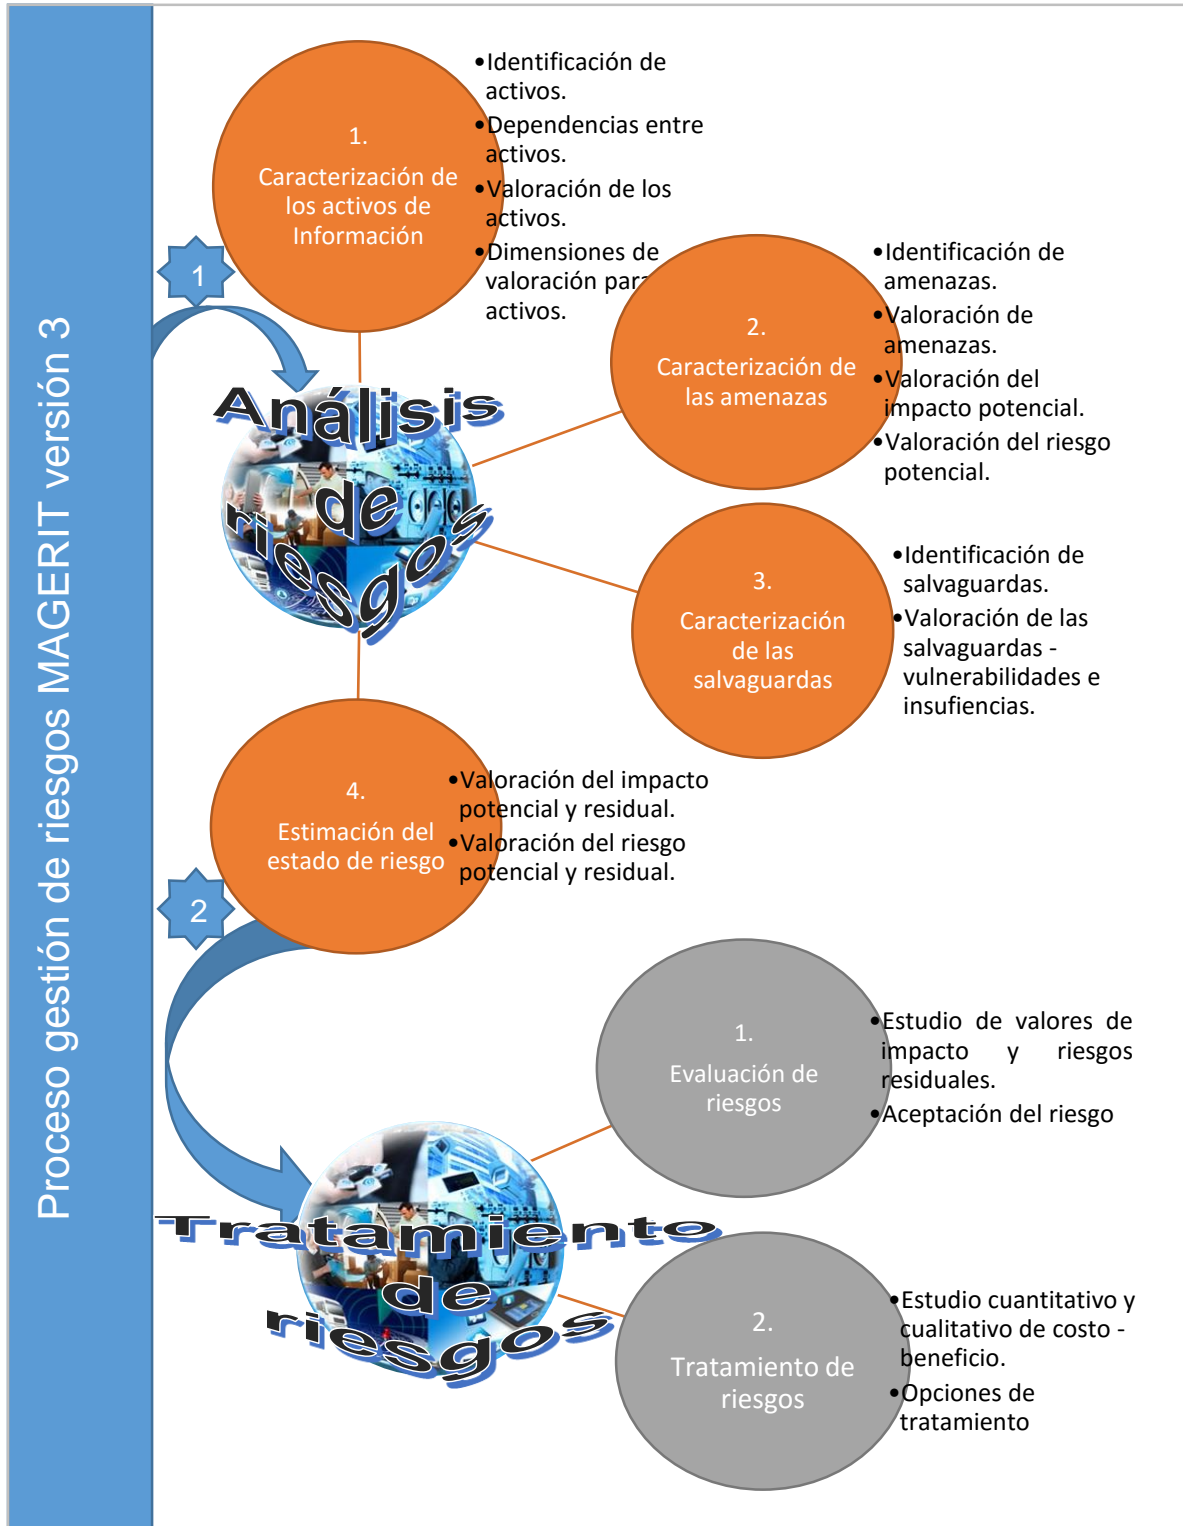 Proceso gestión de riesgos MAGERIT versión 3
1
Análisis
de
riesgos
1.
Caracterización de
los activos de
Información
•Identificación de
activos.
•Dependencias entre
activos.
•Valoración de los
activos.
•Dimensiones de
valoración para
activos.
2.
Caracterización de
las amenazas
•Identificación de
amenazas.
•Valoración de
amenazas.
•Valoración del
impacto potencial.
•Valoración del riesgo
potencial.
3.
Caracterización
de las
salvaguardas
•Identificación de
salvaguardas.
•Valoración de las
salvaguardas -
vulnerabilidades e
insufiencias.
4.
Estimación del
estado de riesgo
•Valoración del impacto
potencial y residual.
•Valoración del riesgo
potencial y residual.
2
Tratamiento
de
riesgos
1.
Evaluación de
riesgos
•Estudio de valores de
impacto y riesgos
residuales.
•Aceptación del riesgo
2.
Tratamiento de
riesgos
•Estudio cuantitativo y
cualitativo de costo -
beneficio.
•Opciones de
tratamiento